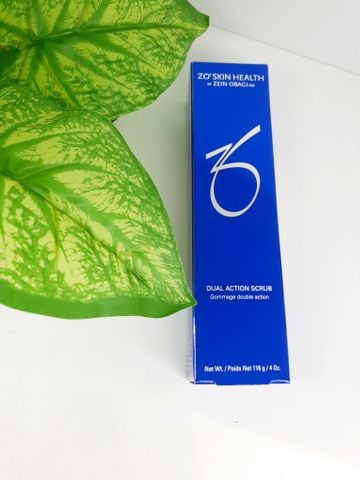 ZO® SKIN HEALTH
BY ZEIN OBAGI MD
ZO
DUAL ACTION SCRUB
Gommage double action
Net Wt. / Poids Net 116 g / 4 Oz.